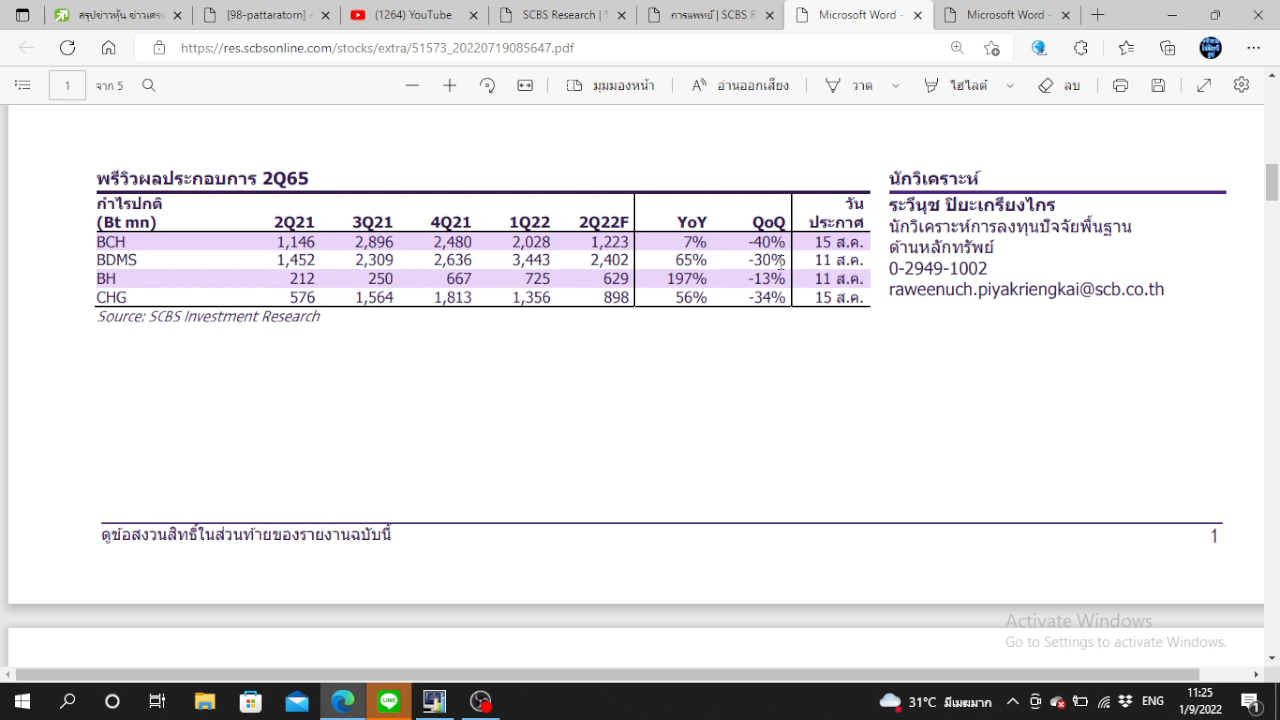 ข่าวหุ้น ข่าวเศร
[98-pattaratorn] เ
(1264) YouTube
SCBS Research | ร
การแพทย์ | SCBS R
Microsoft Word -
Microsoft Word -
https://res.scbsonline.com/stocks/extra/51573_20220719085647.pdf
1 จาก 5
มุมมองหน้า
อ่านออกเสียง
วาด
ไฮไลต์
ลบ
พรีวิวผลประกอบการ 2Q65
กำไรปกติ วัน
(Bt mn) 2Q21 3Q21 4Q21 1Q22 2Q22F YoY QoQ ประกาศ
BCH 1,146 2,896 2,480 2,028 1,223 7% -40% 15 ส.ค.
BDMS 1,452 2,309 2,636 3,443 2,402 65% -30% 11 ส.ค.
BH 212 250 667 725 629 197% -13% 11 ส.ค.
CHG 576 1,564 1,813 1,356 898 56% -34% 15 ส.ค.
Source: SCBS Investment Research
นักวิเคราะห์
ระวีนุช ปิยะเกรียงไกร
นักวิเคราะห์การลงทุนปัจจัยพื้นฐาน
ด้านหลักทรัพย์
0-2949-1002
raweenuch.piyakriengkai@scb.co.th
ดูข้อสงวนสิทธิ์ในส่วนท้ายของรายงานฉบับนี้ 1
Activate Windows
Go to Settings to activate Windows.
LINE
31°C มีเมฆมาก
ENG
11:25
1/9/2022
1